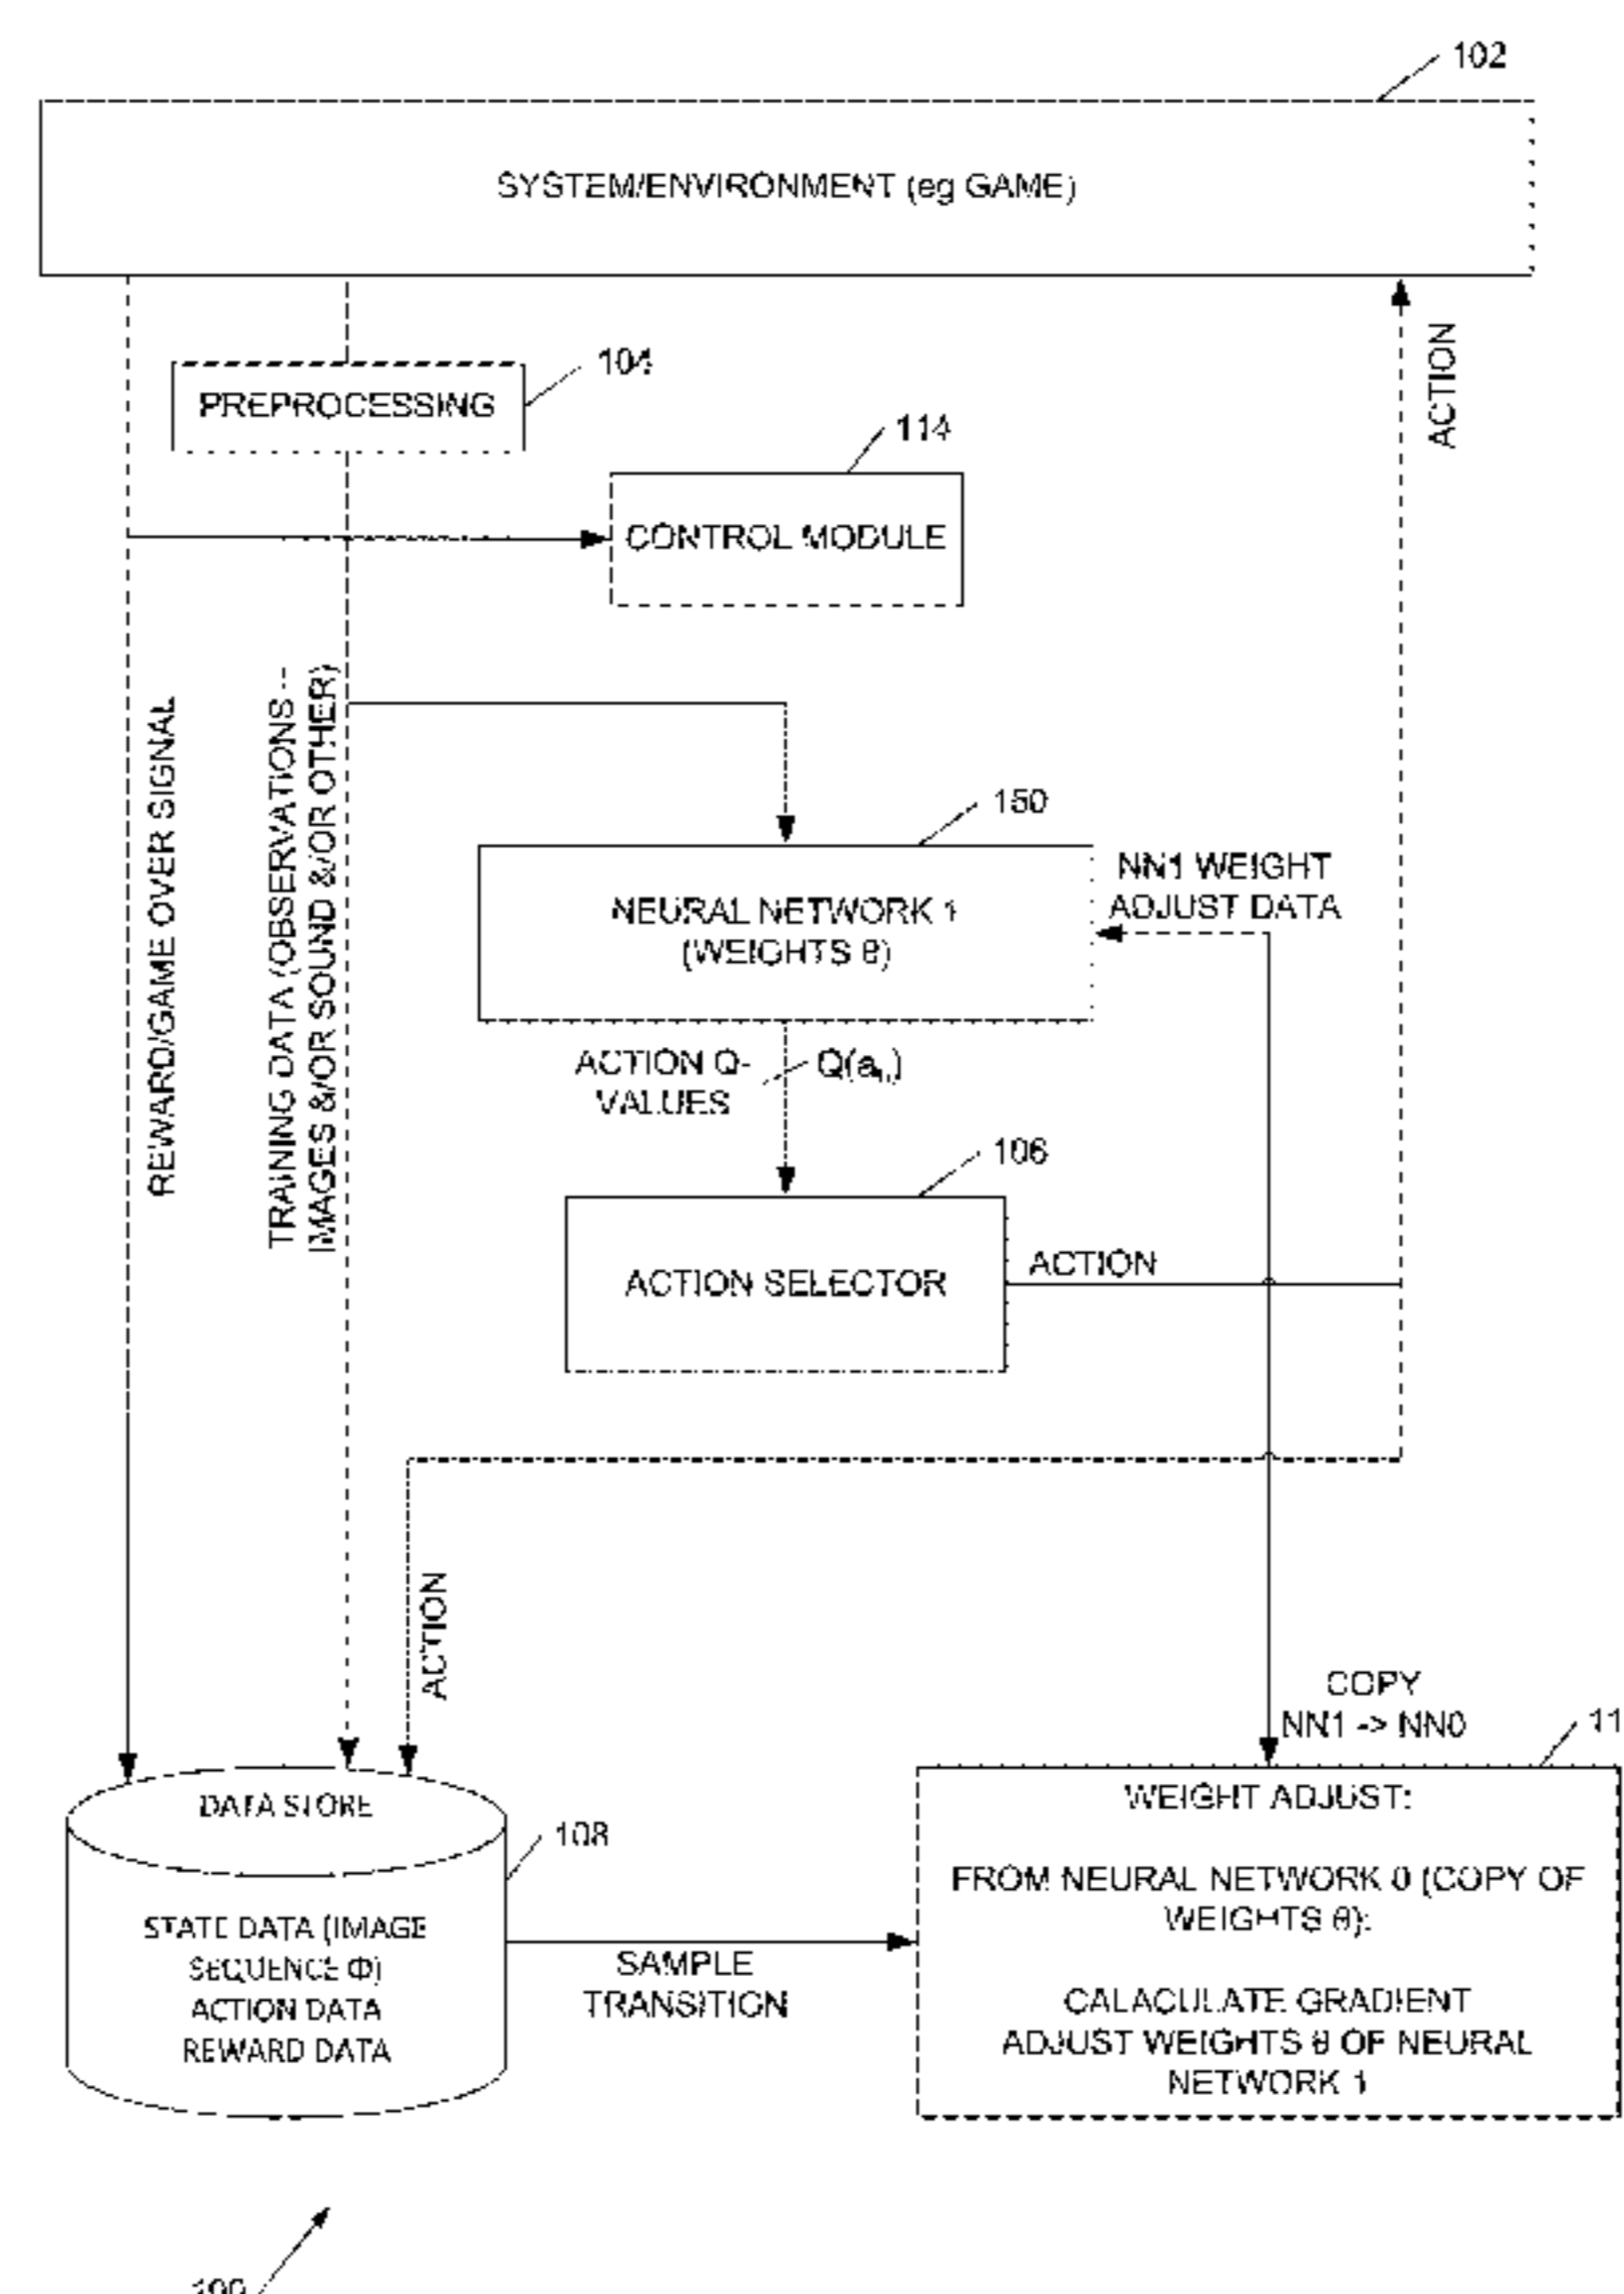 102
SYSTEM/ENVIRONMENT (eg GAME)
104
PREPROCESSING
ACTION
114
CONTROL MODULE
REWARD/GAME OVER SIGNAL
TRAINING DATA (OBSERVATIONS –
IMAGES &/OR SOUND &/OR OTHER)
150
NN1 WEIGHT
ADJUST DATA
NEURAL NETWORK 1
(WEIGHTS θ)
ACTION Q-
VALUES
Q(aₙ)
106
ACTION SELECTOR
ACTION
ACTION
COPY
NN1 -> NN0
11
DATA STORE
108
STATE DATA (IMAGE
SEQUENCE Φ)
ACTION DATA
REWARD DATA
SAMPLE
TRANSITION
WEIGHT ADJUST:
FROM NEURAL NETWORK 0 (COPY OF
WEIGHTS θ):
CALACULATE GRADIENT
ADJUST WEIGHTS θ OF NEURAL
NETWORK 1